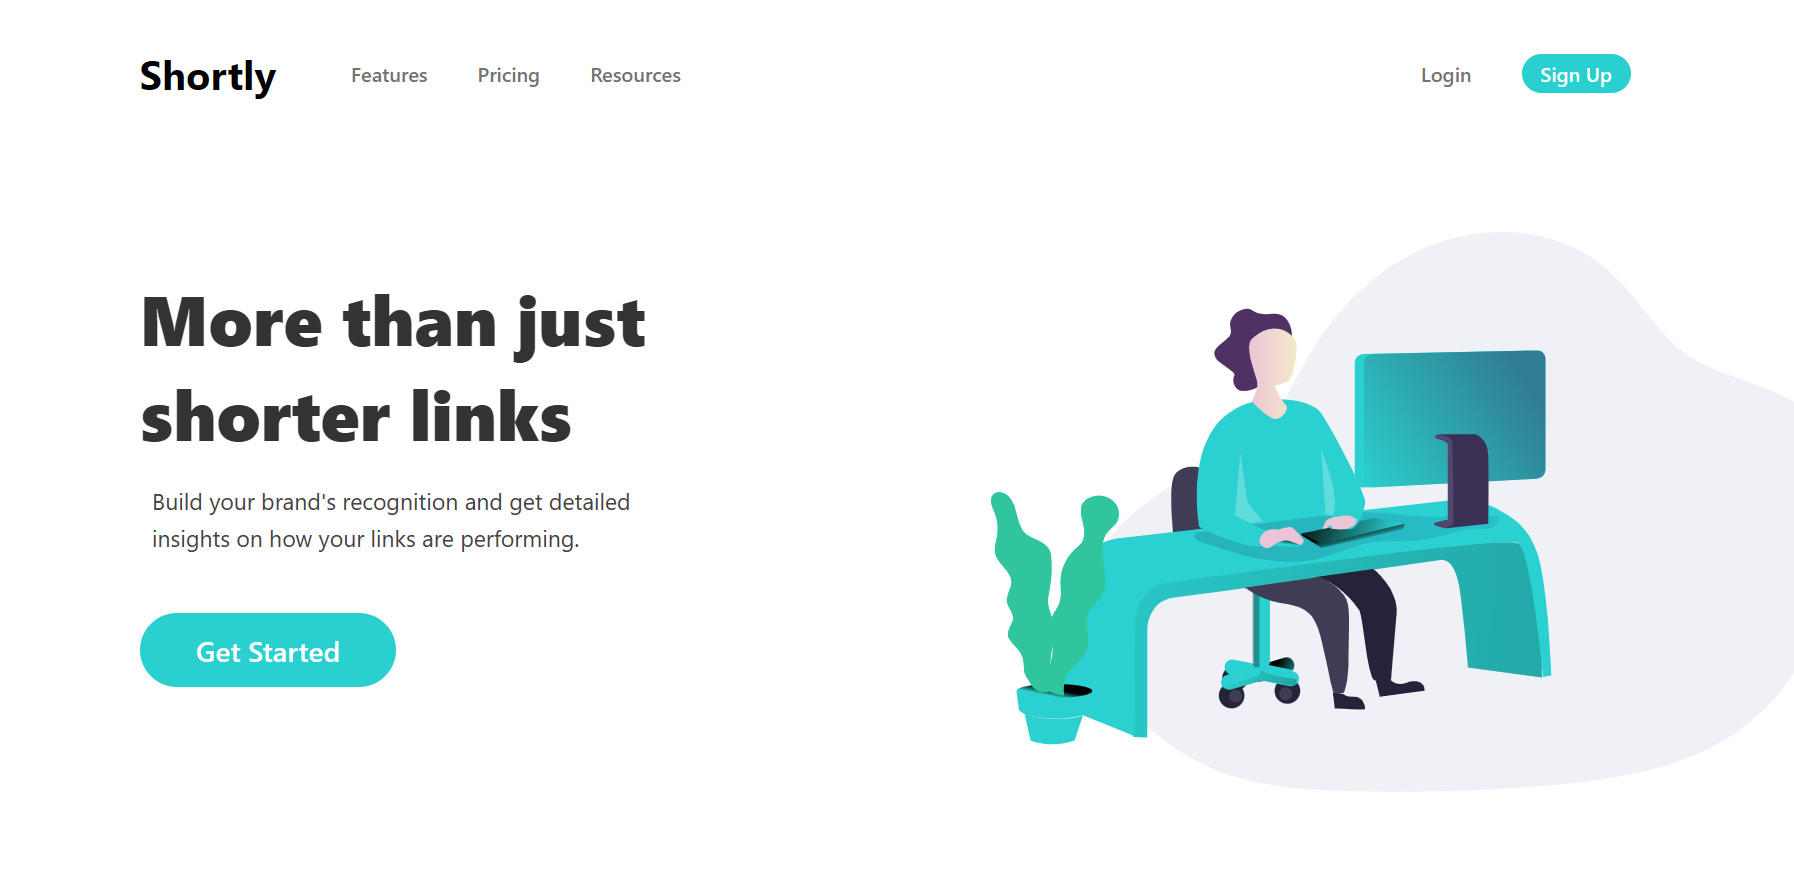 Shortly Features Pricing Resources Login Sign Up
More than just
shorter links
Build your brand's recognition and get detailed
insights on how your links are performing.
Get Started